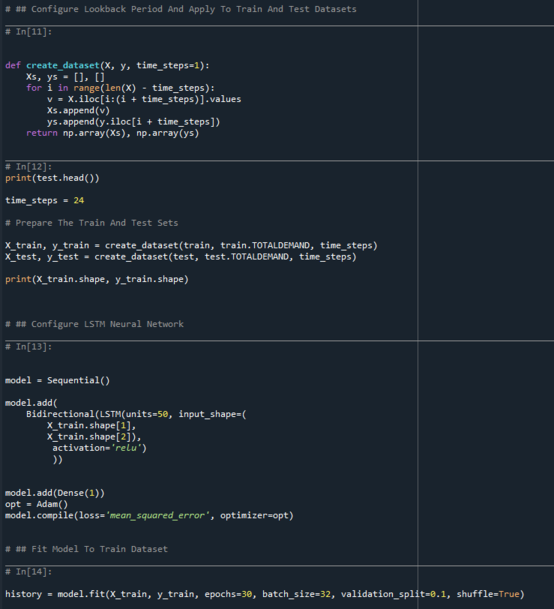 # ## Configure Lookback Period And Apply To Train And Test Datasets
# In[11]:
def create_dataset(X, y, time_steps=1):
    Xs, ys = [], []
    for i in range(len(X) - time_steps):
        v = X.iloc[i:(i + time_steps)].values
        Xs.append(v)
        ys.append(y.iloc[i + time_steps])
    return np.array(Xs), np.array(ys)
# In[12]:
print(test.head())
time_steps = 24
# Prepare The Train And Test Sets
X_train, y_train = create_dataset(train, train.TOTALDEMAND, time_steps)
X_test, y_test = create_dataset(test, test.TOTALDEMAND, time_steps)
print(X_train.shape, y_train.shape)
# ## Configure LSTM Neural Network
# In[13]:
model = Sequential()
model.add(
    Bidirectional(LSTM(units=50, input_shape=(
        X_train.shape[1],
        X_train.shape[2]),
         activation='relu')
         ))
model.add(Dense(1))
opt = Adam()
model.compile(loss='mean_squared_error', optimizer=opt)
# ## Fit Model To Train Dataset
# In[14]:
history = model.fit(X_train, y_train, epochs=30, batch_size=32, validation_split=0.1, shuffle=True)